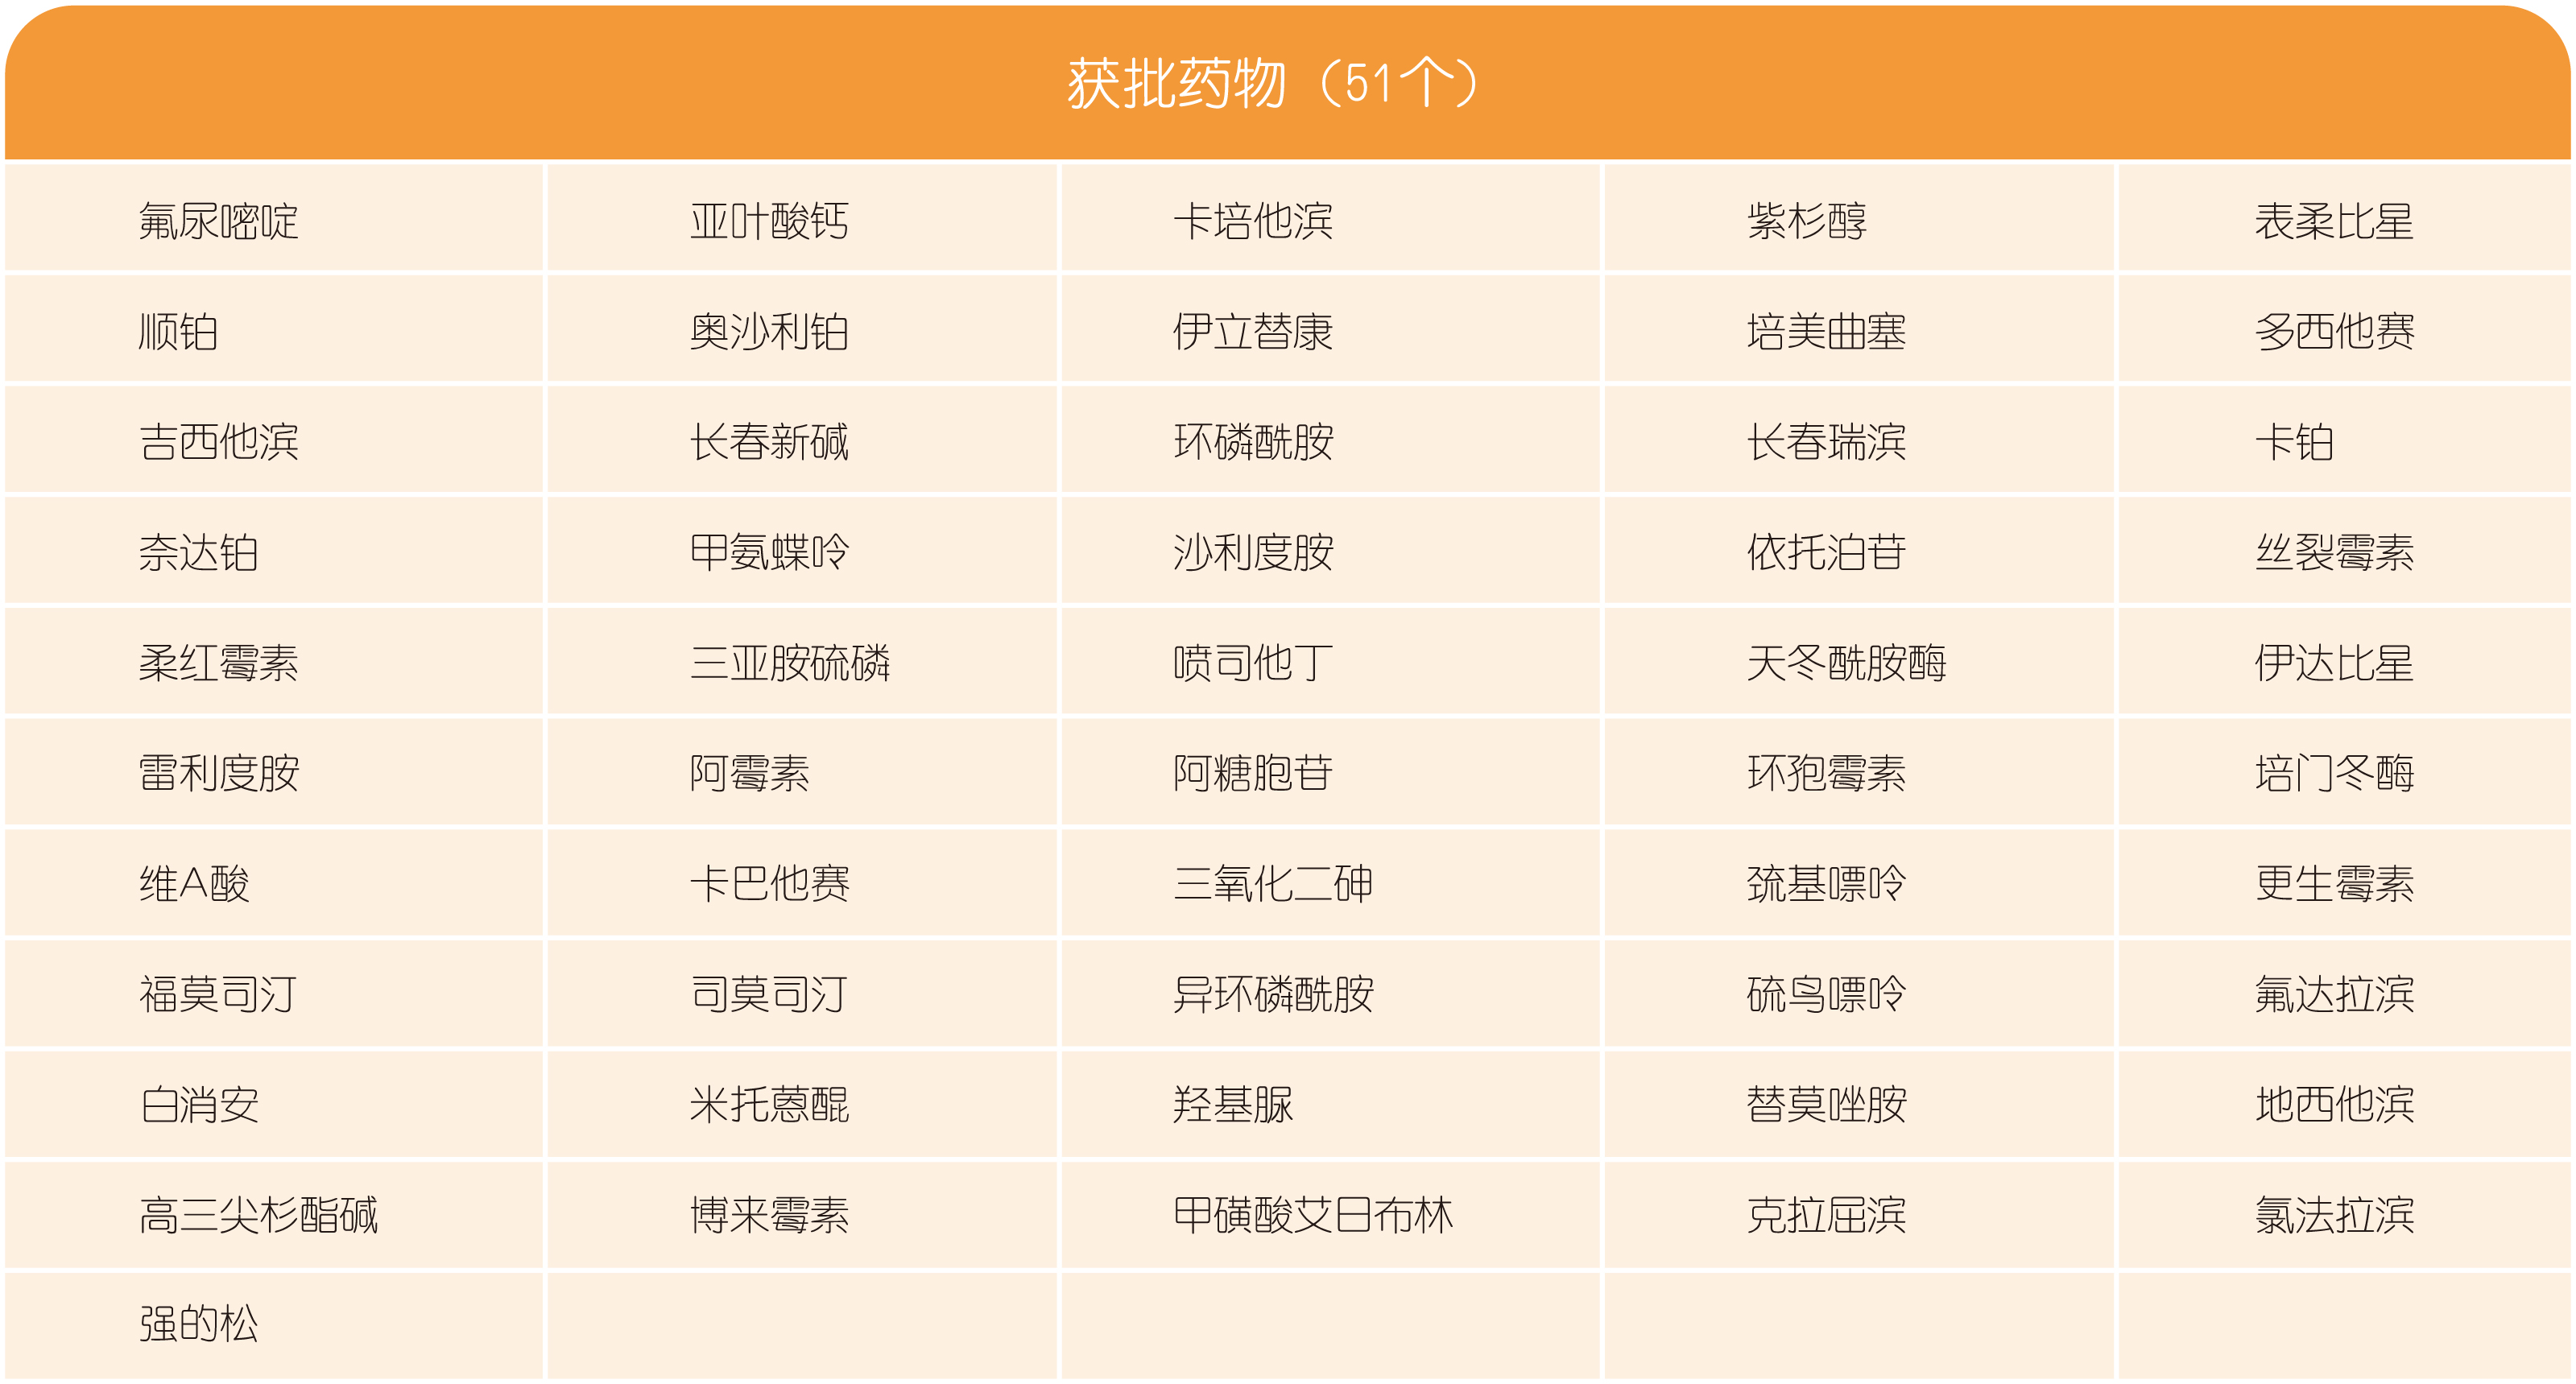 获批药物（51个）
氟尿嘧啶 亚叶酸钙 卡培他滨 紫杉醇 表柔比星
顺铂 奥沙利铂 伊立替康 培美曲塞 多西他赛
吉西他滨 长春新碱 环磷酰胺 长春瑞滨 卡铂
奈达铂 甲氨蝶呤 沙利度胺 依托泊苷 丝裂霉素
柔红霉素 三亚胺硫磷 喷司他丁 天冬酰胺酶 伊达比星
雷利度胺 阿霉素 阿糖胞苷 环孢霉素 培门冬酶
维A酸 卡巴他赛 三氧化二砷 巯基嘌呤 更生霉素
福莫司汀 司莫司汀 异环磷酰胺 硫鸟嘌呤 氟达拉滨
白消安 米托蒽醌 羟基脲 替莫唑胺 地西他滨
高三尖杉酯碱 博来霉素 甲磺酸艾日布林 克拉屈滨 氯法拉滨
强的松